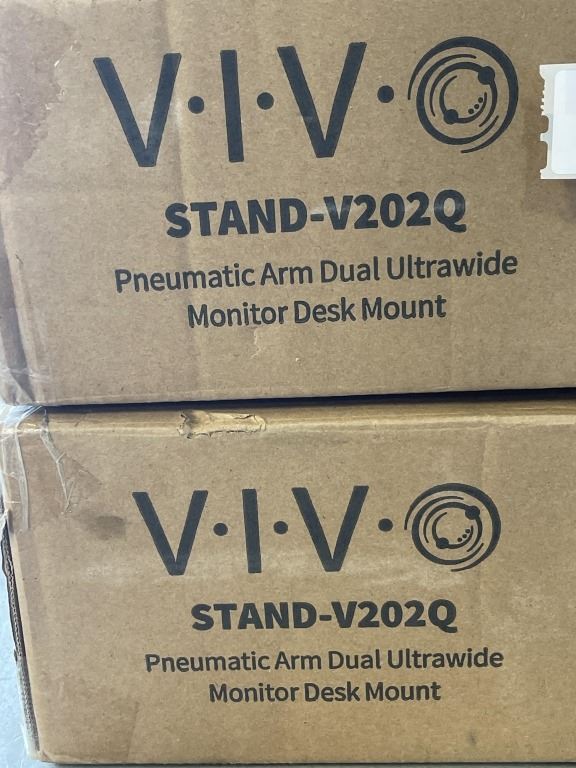 V·I·V·O
STAND-V202Q
Pneumatic Arm Dual Ultrawide
Monitor Desk Mount
V·I·V·O
STAND-V202Q
Pneumatic Arm Dual Ultrawide
Monitor Desk Mount